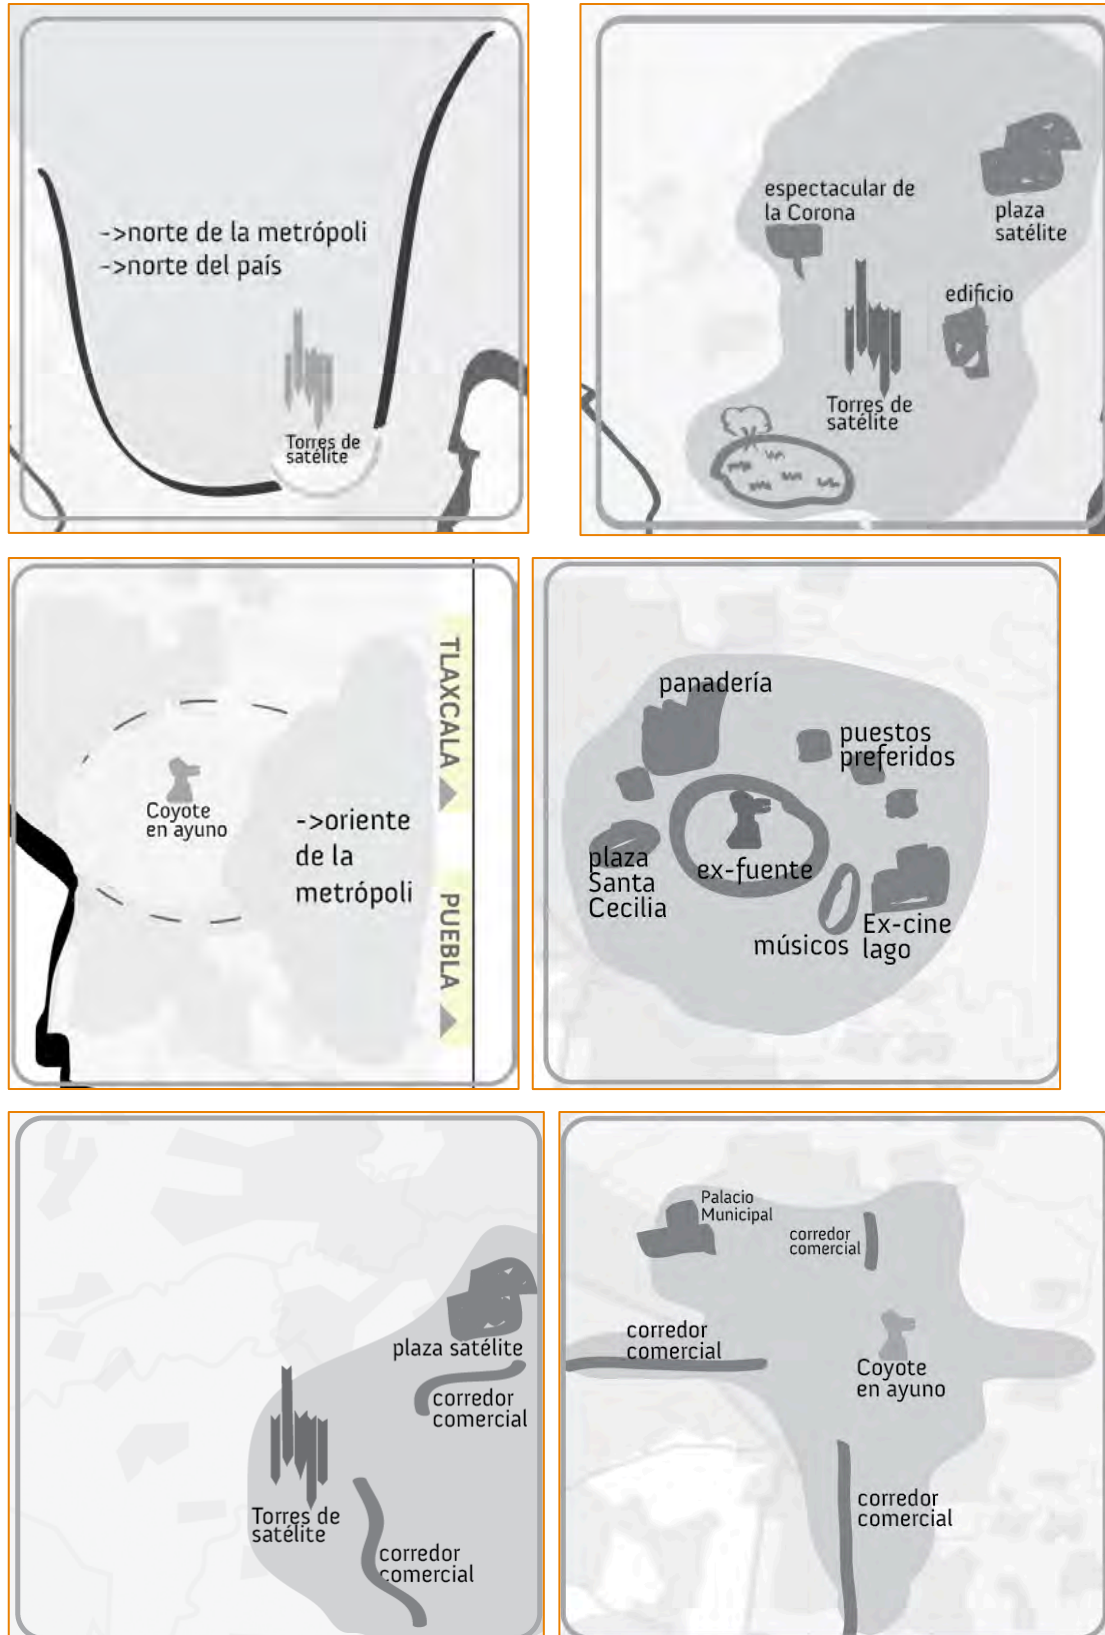 ->norte de la metrópoli
->norte del país
Torres de
satélite
espectacular de
la Corona
plaza
satélite
edificio
Torres de
satélite
TLAXCALA
Coyote
en ayuno
->oriente
de la
metrópoli
PUEBLA
panadería
puestos
preferidos
plaza
Santa
Cecilia
ex-fuente
músicos
Ex-cine
lago
plaza satélite
corredor
comercial
Torres de
satélite
corredor
comercial
Palacio
Municipal
corredor
comercial
corredor
comercial
Coyote
en ayuno
corredor
comercial